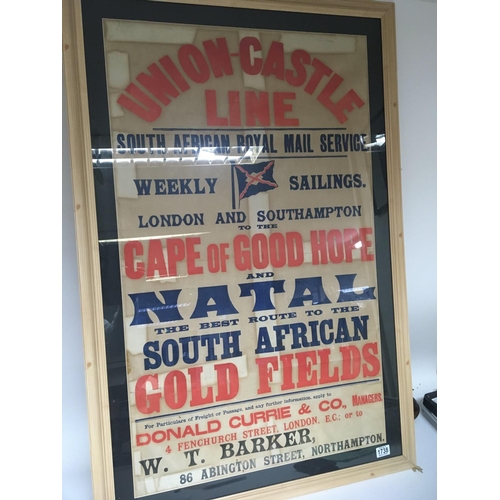 UNION-CASTLE
LINE
SOUTH AFRICAN ROYAL MAIL SERVICE
WEEKLY SAILINGS.
LONDON AND SOUTHAMPTON
TO THE
CAPE OF GOOD HOPE
AND
NATAL
THE BEST ROUTE TO THE
SOUTH AFRICAN
GOLD FIELDS
For Particulars of Freight or Passage, and any further information, apply to
DONALD CURRIE & CO., MANAGERS,
4 FENCHURCH STREET, LONDON, E.C.; or to
W. T. BARKER,
86 ABINGTON STREET, NORTHAMPTON.
1738